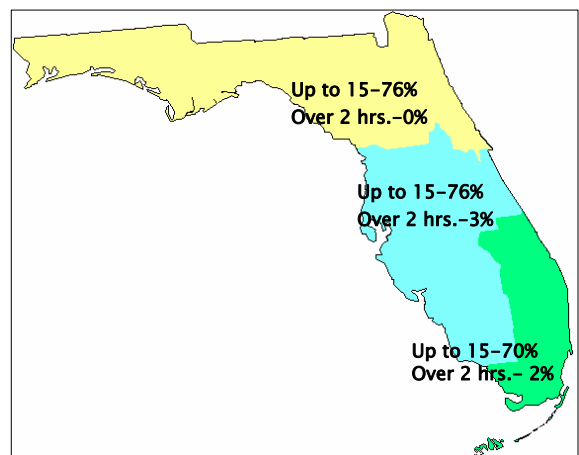 Up to 15-76%
Over 2 hrs.-0%
Up to 15-76%
Over 2 hrs.-3%
Up to 15-70%
Over 2 hrs.- 2%